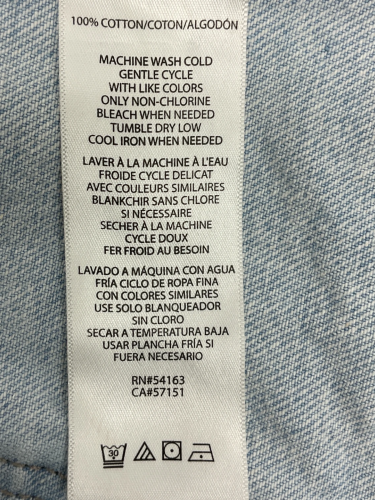 100% COTTON/COTON/ALGODÓN
MACHINE WASH COLD
GENTLE CYCLE
WITH LIKE COLORS
ONLY NON-CHLORINE
BLEACH WHEN NEEDED
TUMBLE DRY LOW
COOL IRON WHEN NEEDED
LAVER À LA MACHINE À L'EAU
FROIDE CYCLE DELICAT
AVEC COULEURS SIMILAIRES
BLANKCHIR SANS CHLORE
SI NÉCESSAIRE
SECHER À LA MACHINE
CYCLE DOUX
FER FROID AU BESOIN
LAVADO A MÁQUINA CON AGUA
FRÍA CICLO DE ROPA FINA
CON COLORES SIMILARES
USE SOLO BLANQUEADOR
SIN CLORO
SECAR A TEMPERATURA BAJA
USAR PLANCHA FRÍA SI
FUERA NECESARIO
RN#54163
CA#57151
30